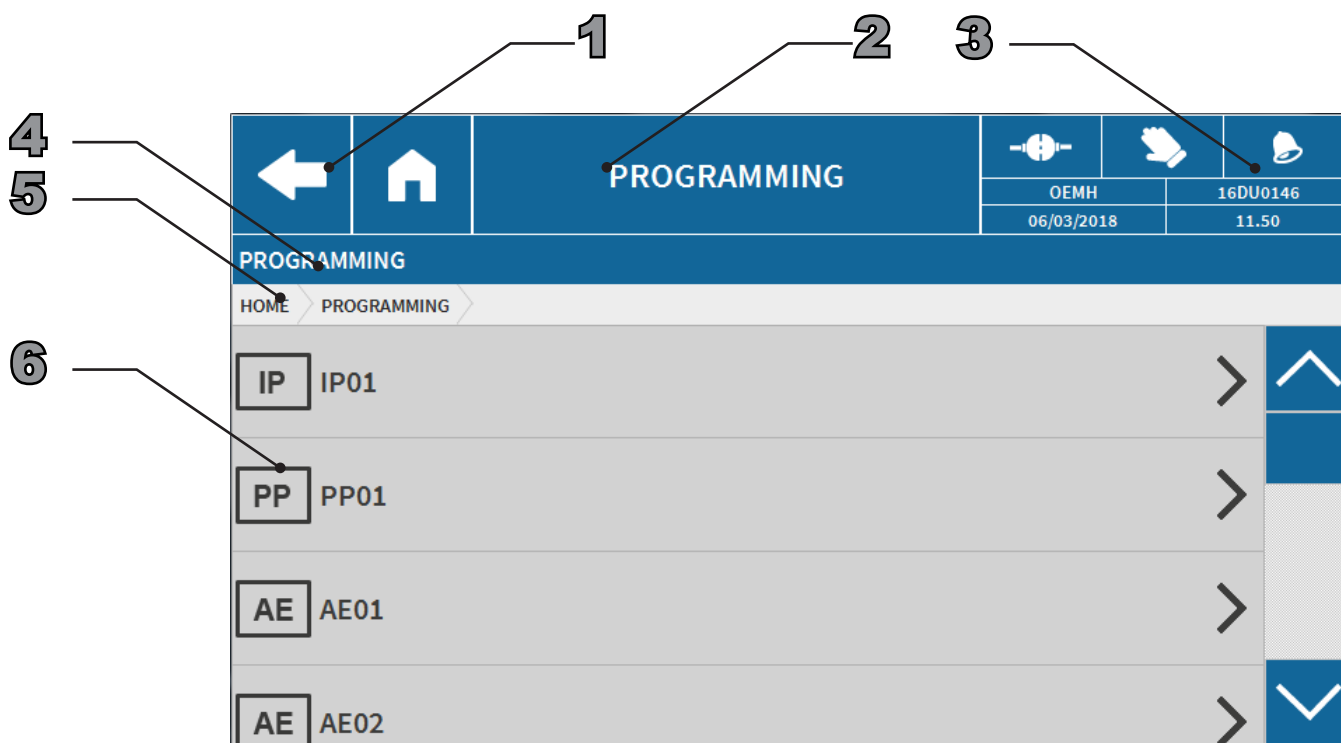 1 2 3
4
5
6
PROGRAMMING
OEMH 16DU0146
06/03/2018 11.50
PROGRAMMING
HOME PROGRAMMING
IP IP01
PP PP01
AE AE01
AE AE02